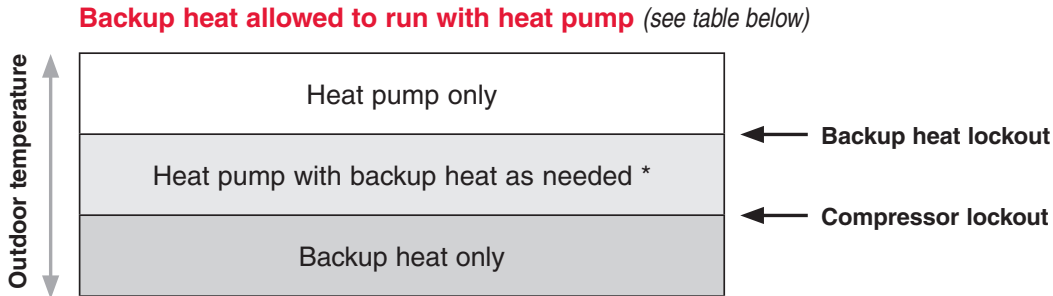 Backup heat allowed to run with heat pump (see table below)
Outdoor temperature
Heat pump only
Backup heat lockout
Heat pump with backup heat as needed *
Compressor lockout
Backup heat only